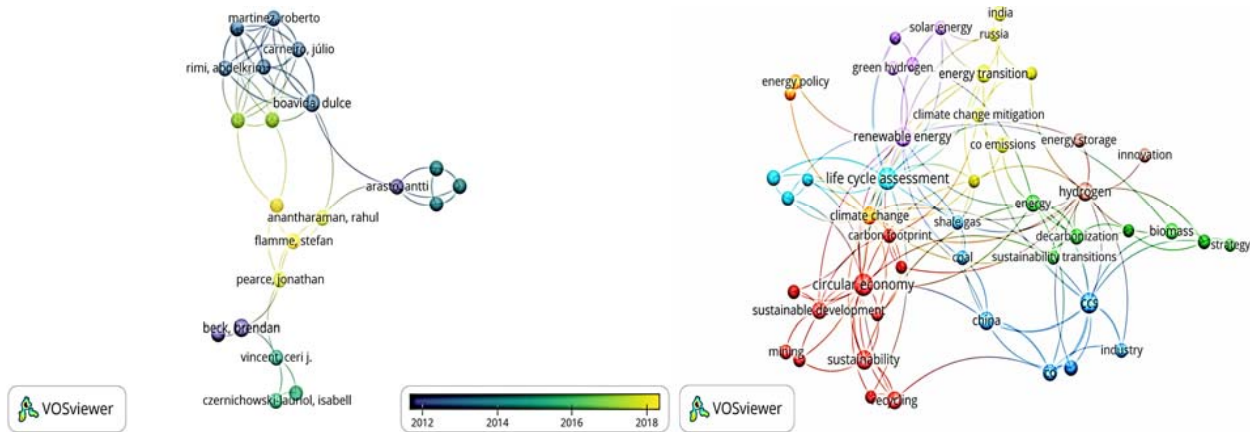 martinez, roberto
carneiro, júlio
rimi, abdelkrim
boavida, dulce
arasto, antti
anantharaman, rahul
flamme, stefan
pearce, jonathan
beck, brendan
vincent, ceri j.
czernichowski-lauriol, isabell
VOSviewer
2012 2014 2016 2018
india
solar energy
russia
green hydrogen
energy transition
energy policy
climate change mitigation
renewable energy
co emissions
energy storage
innovation
life cycle assessment
hydrogen
energy
climate change
shale gas
carbon footprint
decarbonization
biomass
strategy
coal
sustainability transitions
circular economy
sustainable development
ccs
china
mining
sustainability
industry
co
recycling
VOSviewer